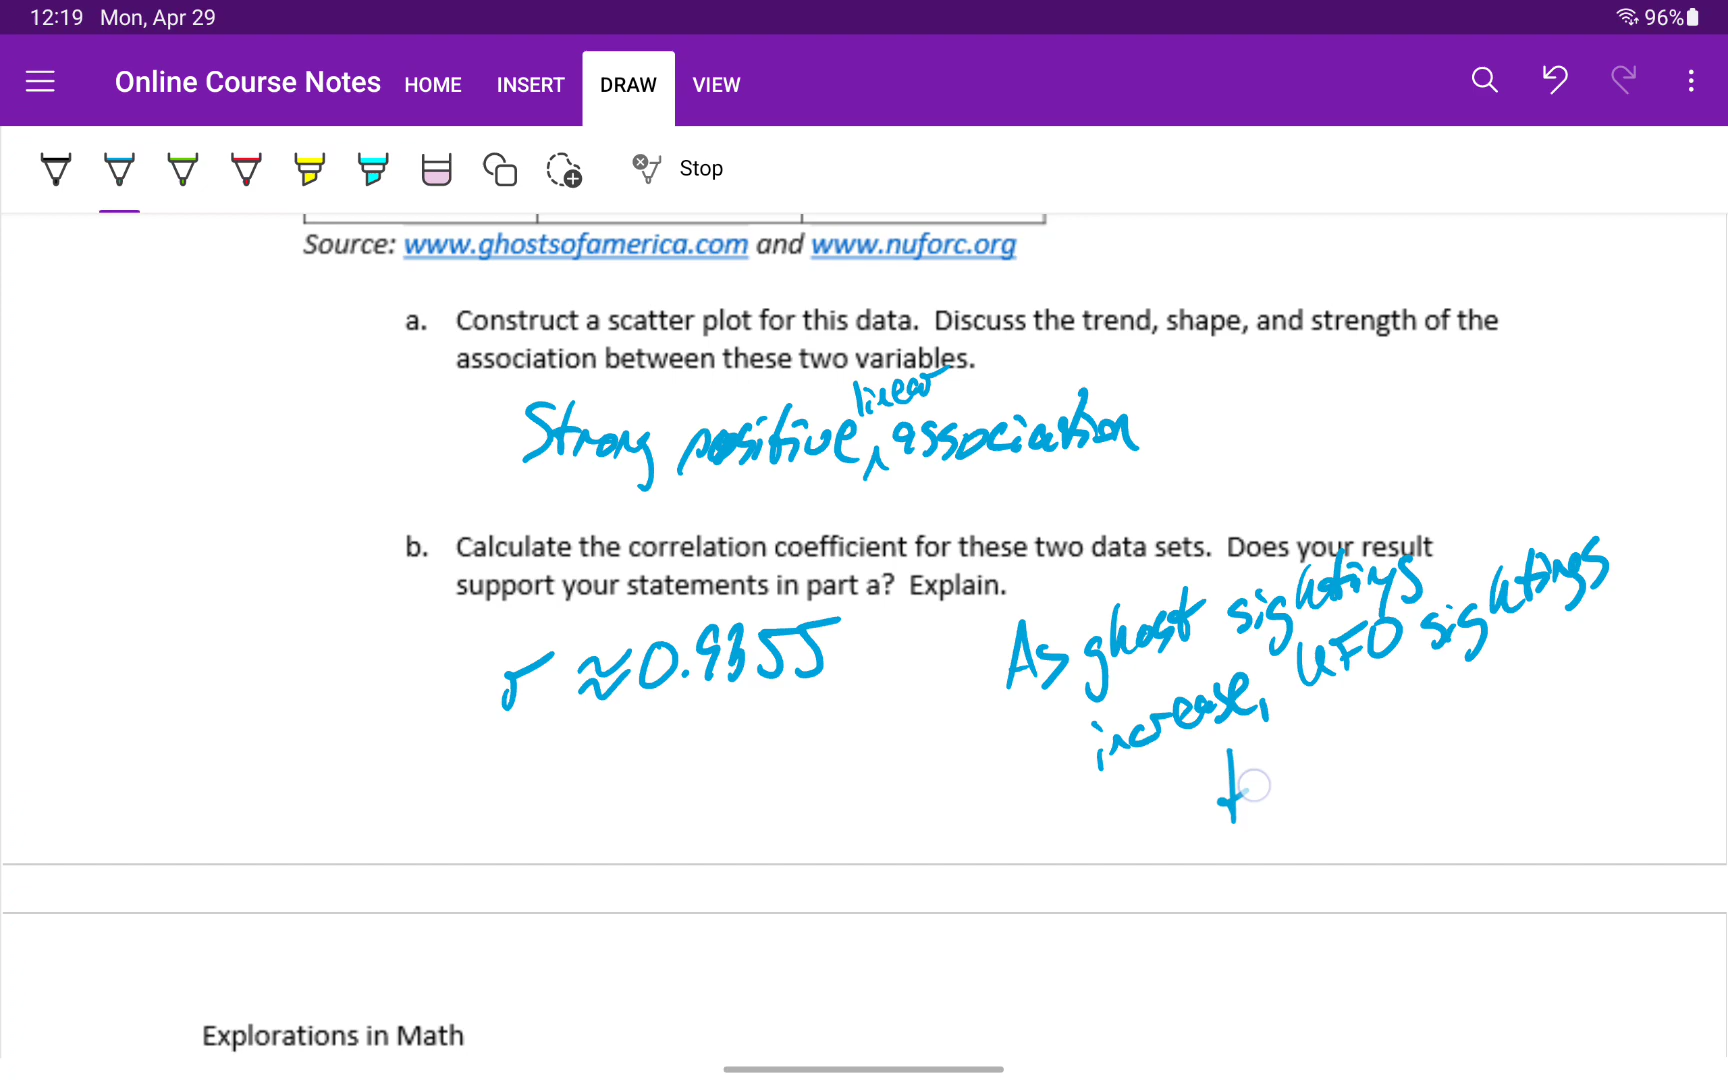 12:19 Mon, Apr 29 96%
Online Course Notes HOME INSERT DRAW VIEW
Stop
Source: www.ghostsofamerica.com and www.nuforc.org
a. Construct a scatter plot for this data. Discuss the trend, shape, and strength of the
association between these two variables.
linear
Strong positive, association
b. Calculate the correlation coefficient for these two data sets. Does your result
support your statements in part a? Explain.
r ≈ 0.9355
As ghost sightings
increase, UFO sightings
Explorations in Math